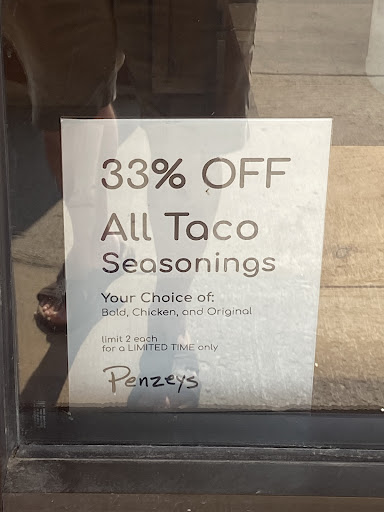 33% OFF
All Taco
Seasonings
Your Choice of:
Bold, Chicken, and Original
limit 2 each
for a LIMITED TIME only
Penzeys